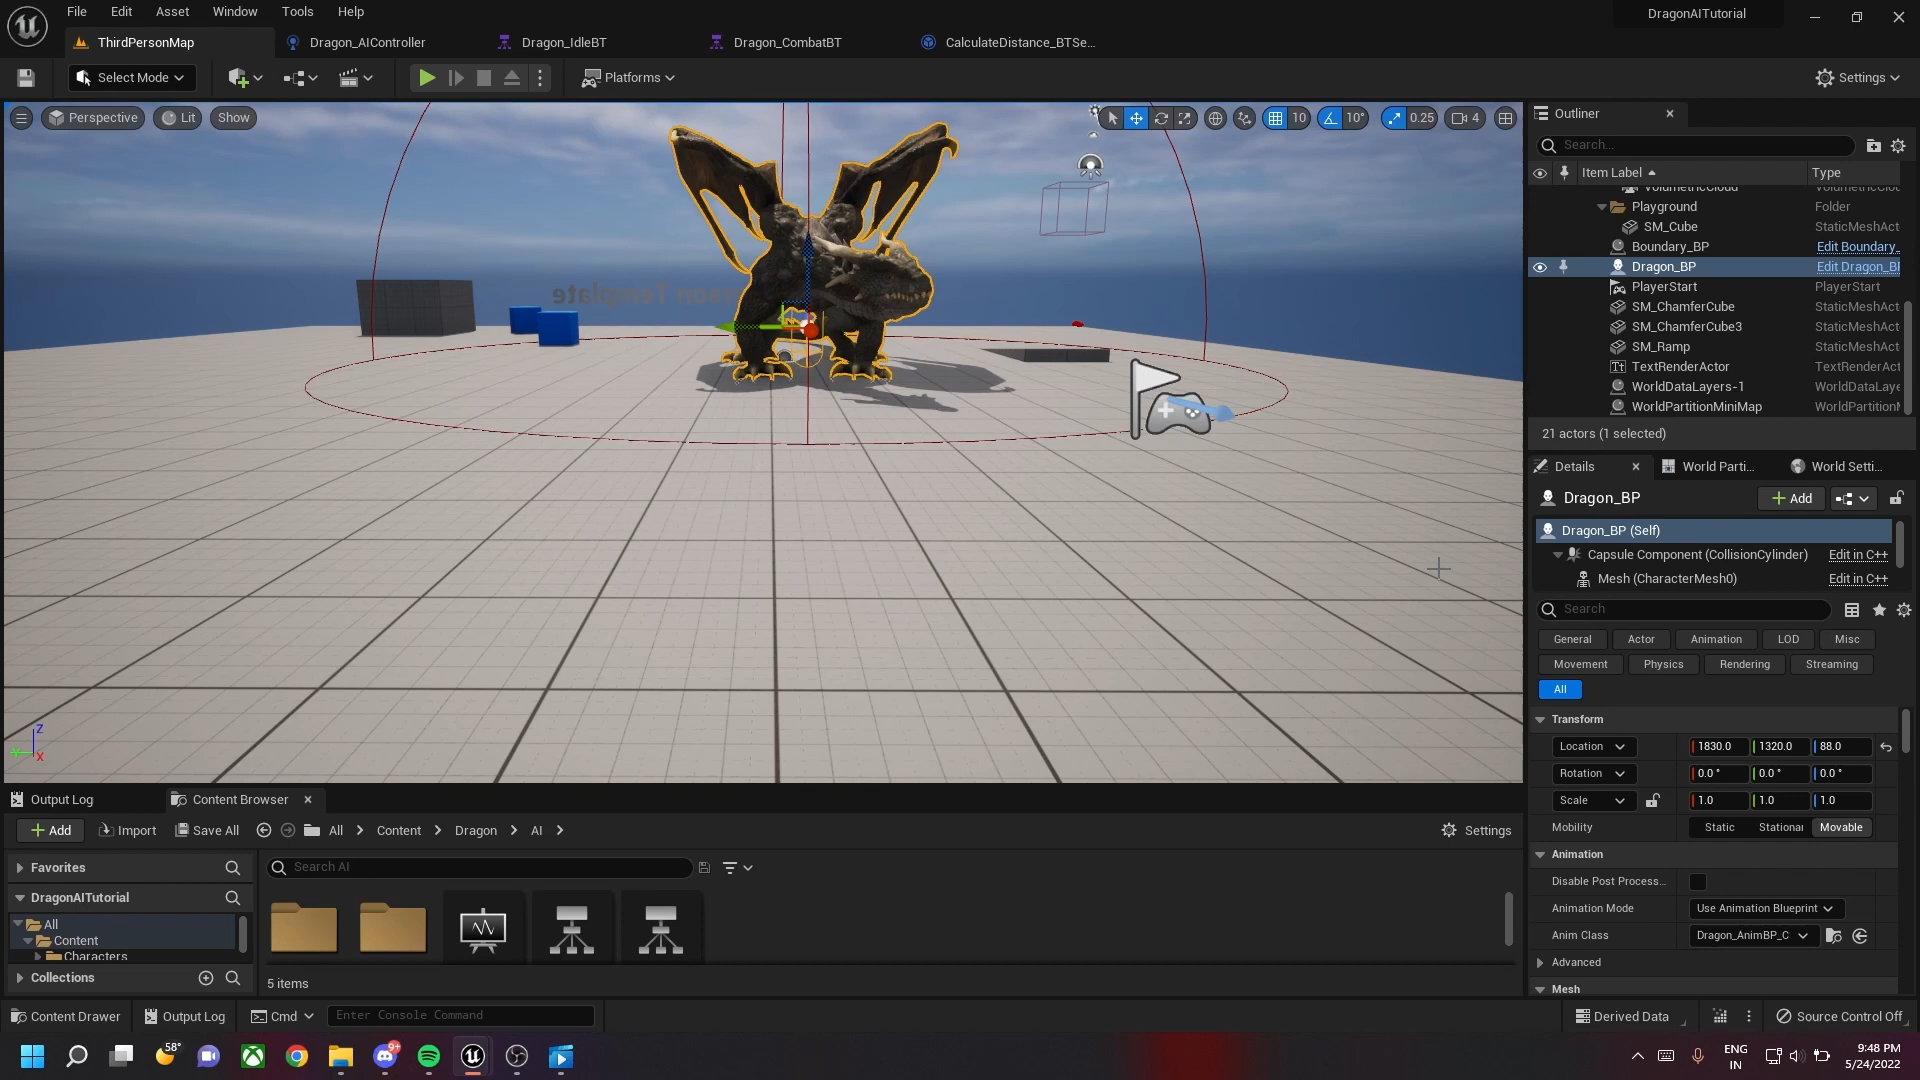 File Edit Asset Window Tools Help
DragonAITutorial
ThirdPersonMap
Dragon_AIController
Dragon_IdleBT
Dragon_CombatBT
CalculateDistance_BTSe...
Select Mode
Platforms
Settings
Perspective
Lit
Show
10
10°
0.25
4
Outliner
Search...
Item Label
Type
VolumetricCloud
Playground Folder
SM_Cube StaticMeshAct
Boundary_BP Edit Boundary_
Dragon_BP Edit Dragon_BP
PlayerStart PlayerStart
SM_ChamferCube StaticMeshAct
SM_ChamferCube3 StaticMeshAct
SM_Ramp StaticMeshAct
TextRenderActor TextRenderAct
WorldDataLayers-1 WorldDataLaye
WorldPartitionMiniMap WorldPartition
21 actors (1 selected)
Details
World Parti...
World Setti...
Dragon_BP
Add
Dragon_BP (Self)
Capsule Component (CollisionCylinder) Edit in C++
Mesh (CharacterMesh0) Edit in C++
Search
General Actor Animation LOD Misc
Movement Physics Rendering Streaming
All
Transform
Location 1830.0 1320.0 88.0
Rotation 0.0 ° 0.0 ° 0.0 °
Scale 1.0 1.0 1.0
Mobility Static Stationar Movable
Animation
Disable Post Process...
Animation Mode Use Animation Blueprint
Anim Class Dragon_AnimBP_C
Advanced
Mesh
Z
Y
X
Output Log
Content Browser
Add
Import
Save All
All
Content
Dragon
AI
Settings
Favorites
Search AI
DragonAITutorial
All
Content
Characters
Collections
5 items
Content Drawer
Output Log
Cmd
Enter Console Command
Derived Data
Source Control Off
58°
9+
ENG
IN
9:48 PM
5/24/2022